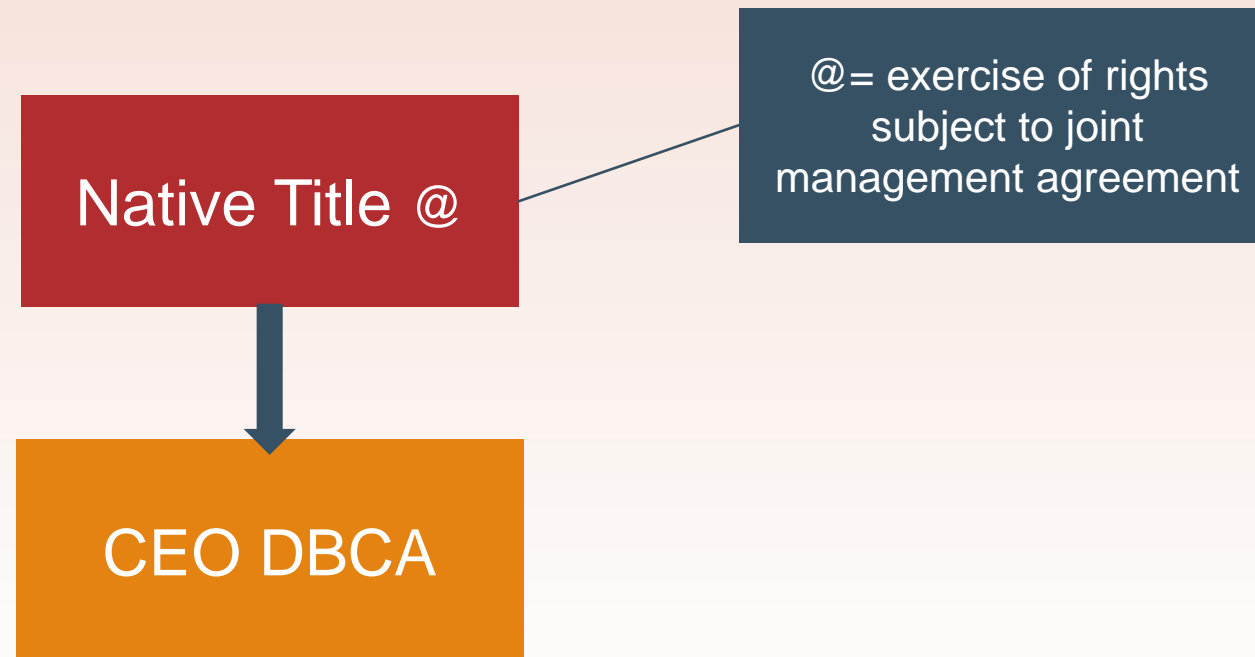 Native Title @
@= exercise of rights
subject to joint
management agreement
CEO DBCA